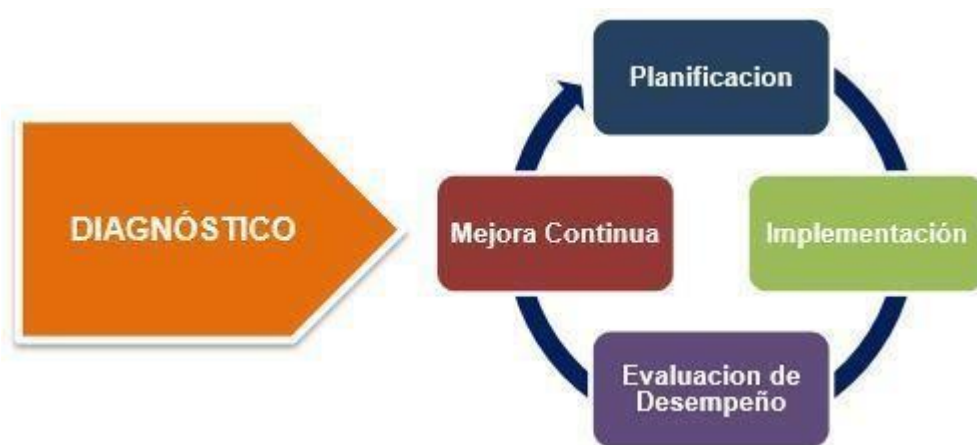 DIAGNÓSTICO
Planificacion
Implementación
Evaluacion de
Desempeño
Mejora Continua